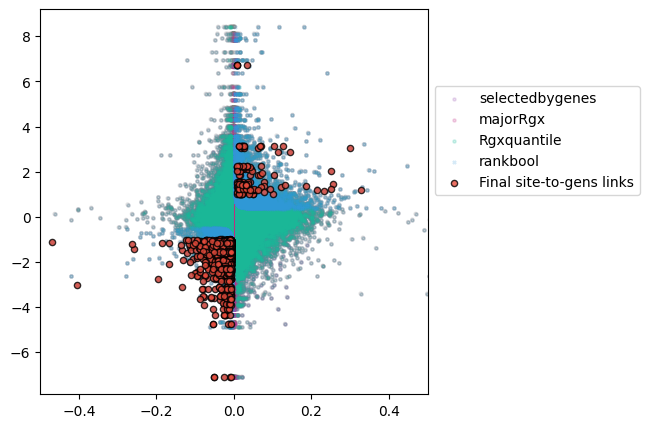 8
6
4
2
0
−2
−4
−6
−0.4 −0.2 0.0 0.2 0.4
selectedbygenes
majorRgx
Rgxquantile
rankbool
Final site-to-gens links